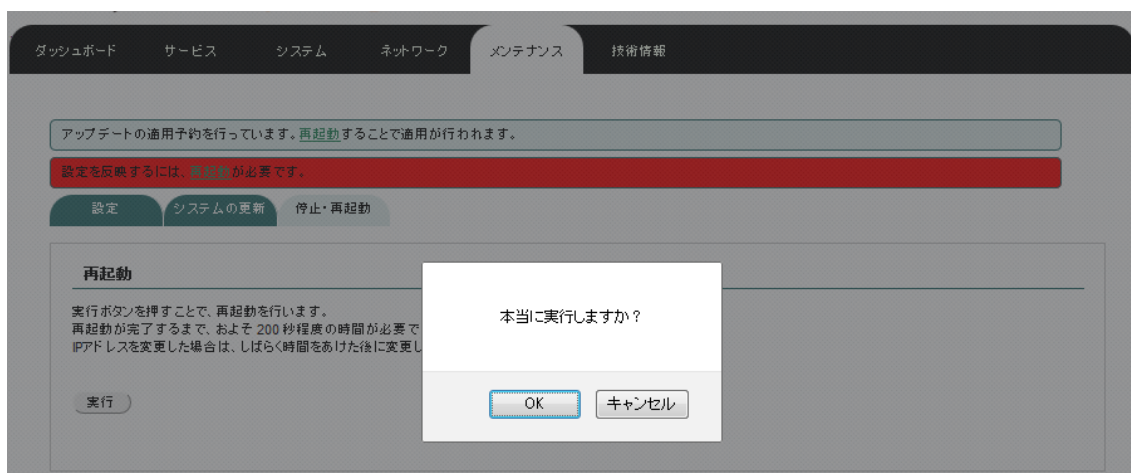 ダッシュボード サービス システム ネットワーク メンテナンス 技術情報
アップデートの適用予約を行っています。再起動することで適用が行われます。
設定を反映するには、再起動が必要です。
設定 システムの更新 停止・再起動
再起動
実行ボタンを押すことで、再起動を行います。
再起動が完了するまで、およそ 200 秒程度の時間が必要で
IPアドレスを変更した場合は、しばらく時間をあけた後に変更し
実行
本当に実行しますか？
OK キャンセル